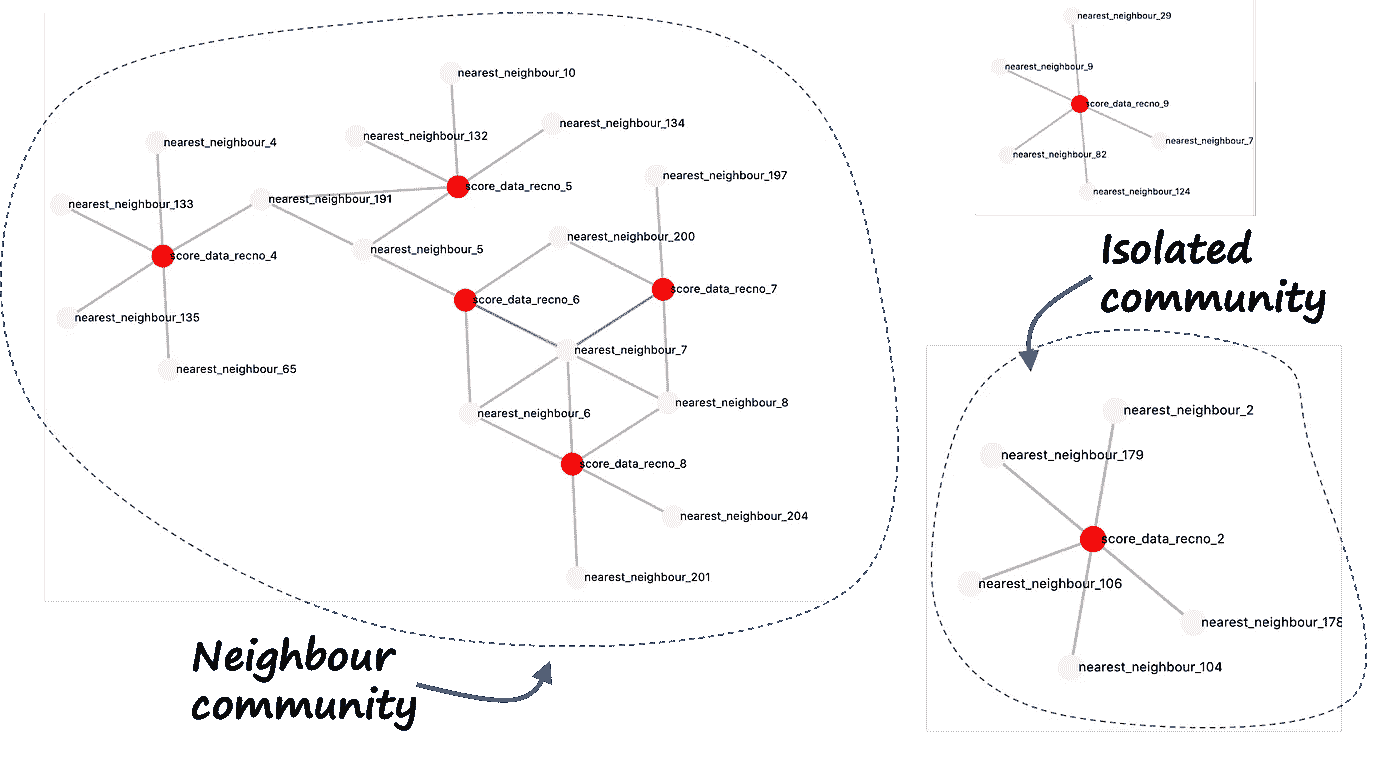 nearest_neighbour_10
nearest_neighbour_132
nearest_neighbour_134
nearest_neighbour_4
nearest_neighbour_197
score_data_recno_5
nearest_neighbour_133
nearest_neighbour_191
nearest_neighbour_200
nearest_neighbour_5
score_data_recno_4
score_data_recno_7
score_data_recno_6
nearest_neighbour_135
nearest_neighbour_7
nearest_neighbour_65
nearest_neighbour_8
nearest_neighbour_6
score_data_recno_8
nearest_neighbour_204
nearest_neighbour_201
Neighbour
community
nearest_neighbour_29
nearest_neighbour_9
score_data_recno_9
nearest_neighbour_7
nearest_neighbour_82
nearest_neighbour_124
Isolated
community
nearest_neighbour_2
nearest_neighbour_179
score_data_recno_2
nearest_neighbour_106
nearest_neighbour_178
nearest_neighbour_104